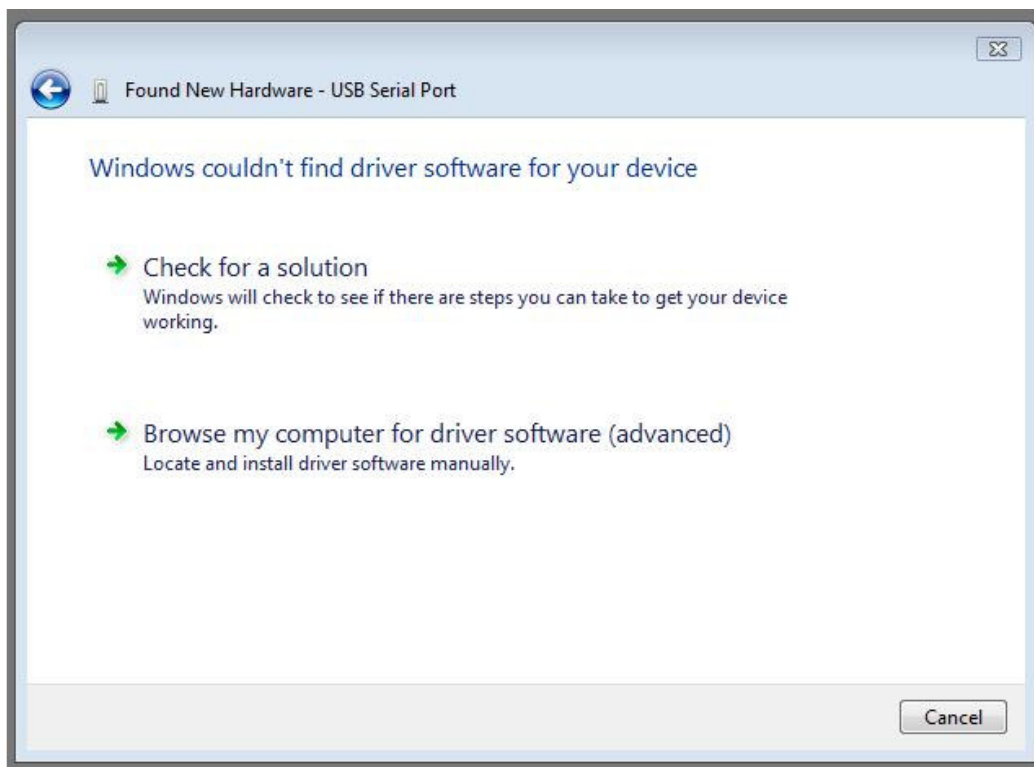 Found New Hardware - USB Serial Port
Windows couldn't find driver software for your device
Check for a solution
Windows will check to see if there are steps you can take to get your device
working.
Browse my computer for driver software (advanced)
Locate and install driver software manually.
Cancel